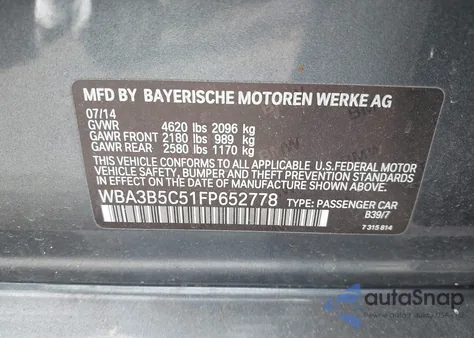 MFD BY BAYERISCHE MOTOREN WERKE AG
07/14
GVWR 4620 lbs 2096 kg
GAWR FRONT 2180 lbs 989 kg
GAWR REAR 2580 lbs 1170 kg
THIS VEHICLE CONFORMS TO ALL APPLICABLE U.S.FEDERAL MOTOR
VEHICLE SAFETY, BUMPER, AND THEFT PREVENTION STANDARDS IN
EFFECT ON THE DATE OF MANUFACTURE SHOWN ABOVE.
WBA3B5C51FP652778 TYPE: PASSENGER CAR
B39/7
7 315 814
autoSnap